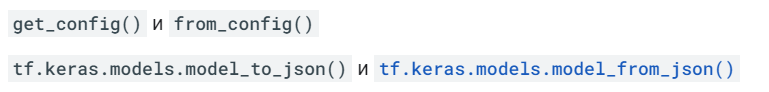 get_config() и from_config()
tf.keras.models.model_to_json() и tf.keras.models.model_from_json()